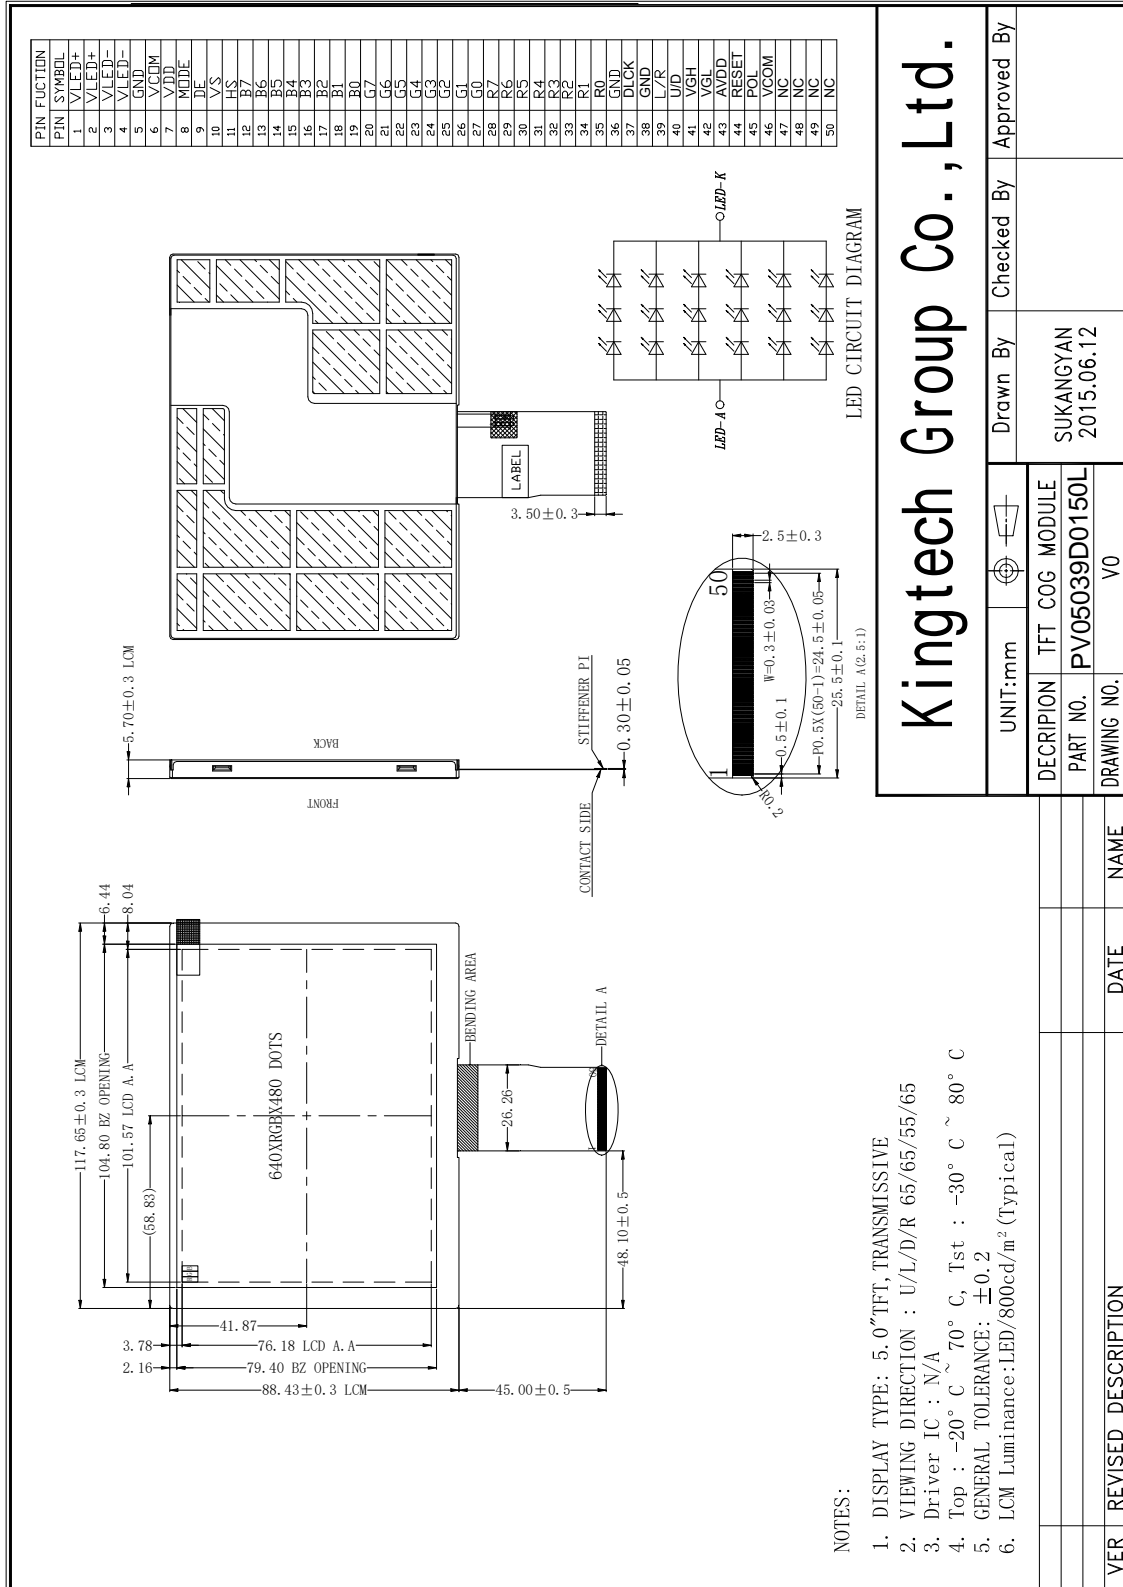 PIN FUCTION
PIN SYMBOL
1 VLED+
2 VLED+
3 VLED-
4 VLED-
5 GND
6 VCOM
7 VDD
8 MODE
9 DE
10 VS
11 HS
12 B7
13 B6
14 B5
15 B4
16 B3
17 B2
18 B1
19 B0
20 G7
21 G6
22 G5
23 G4
24 G3
25 G2
26 G1
27 G0
28 R7
29 R6
30 R5
31 R4
32 R3
33 R2
34 R1
35 R0
36 GND
37 DLCK
38 GND
39 L/R
40 U/D
41 VGH
42 VGL
43 AVDD
44 RESET
45 POL
46 VCOM
47 NC
48 NC
49 NC
50 NC
117.65±0.3 LCM
104.80 BZ OPENING
101.57 LCD A.A
(58.83)
6.44
8.04
640XRGBX480 DOTS
41.87
3.78
76.18 LCD A.A
2.16
79.40 BZ OPENING
88.43±0.3 LCM
45.00±0.5
BENDING AREA
26.26
DETAIL A
48.10±0.5
5.70±0.3 LCM
FRONT
BACK
CONTACT SIDE
STIFFENER PI
0.30±0.05
LABEL
3.50±0.3
1
50
2.5±0.3
W=0.3±0.03
0.5±0.1
P0.5X(50-1)=24.5±0.05
25.5±0.1
R0.2
DETAIL A(2.5:1)
LED-A
LED-K
LED CIRCUIT DIAGRAM
NOTES:
1. DISPLAY TYPE: 5.0"TFT, TRANSMISSIVE
2. VIEWING DIRECTION : U/L/D/R 65/65/55/65
3. Driver IC : N/A
4. Top : -20° C ~ 70° C, Tst : -30° C ~ 80° C
5. GENERAL TOLERANCE: ±0.2
6. LCM Luminance:LED/800cd/m² (Typical)
Kingtech Group Co.,Ltd.
UNIT:mm
Drawn By
Checked By
Approved By
SUKANGYAN
2015.06.12
DECRIPION TFT COG MODULE
PART NO. PV05039D0150L
DRAWING NO. V0
VER REVISED DESCRIPTION DATE NAME